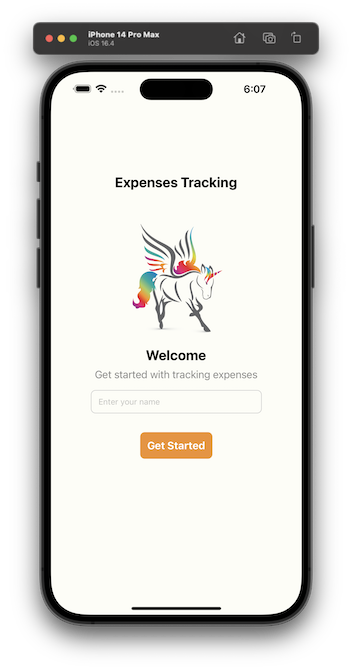 iPhone 14 Pro Max
iOS 16.4
6:07
Expenses Tracking
Welcome
Get started with tracking expenses
Enter your name
Get Started